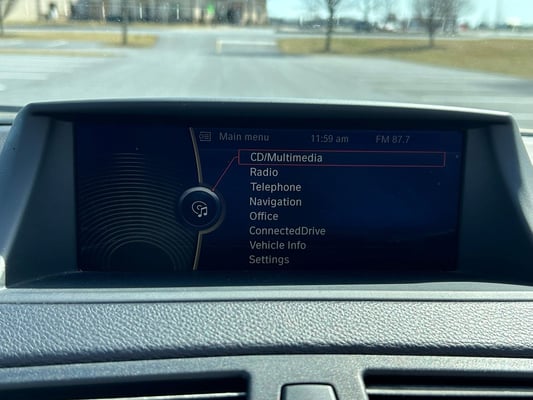 Main menu 11:59 am FM 87.7
CD/Multimedia
Radio
Telephone
Navigation
Office
ConnectedDrive
Vehicle Info
Settings